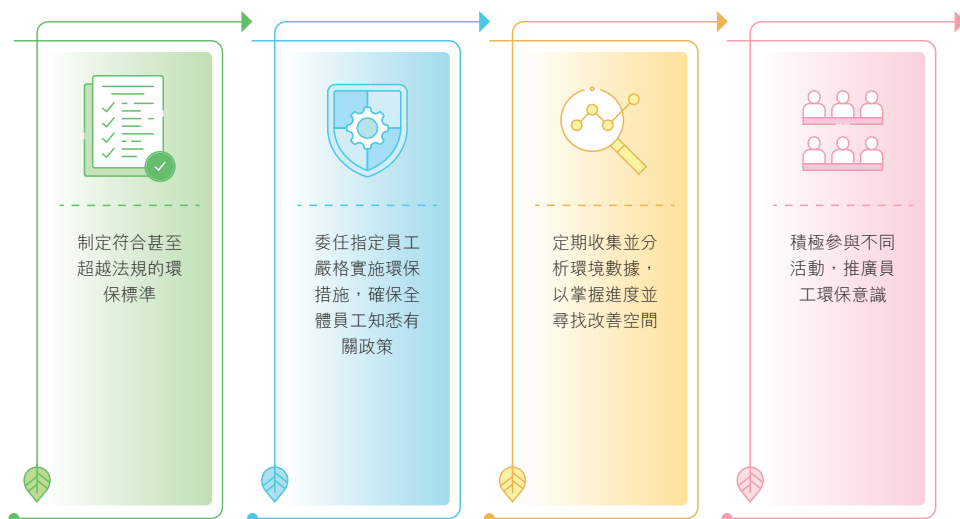 制定符合甚至
超越法規的環
保標準
委任指定員工
嚴格實施環保
措施，確保全
體員工知悉有
關政策
定期收集並分
析環境數據，
以掌握進度並
尋找改善空間
積極參與不同
活動，推廣員
工環保意識